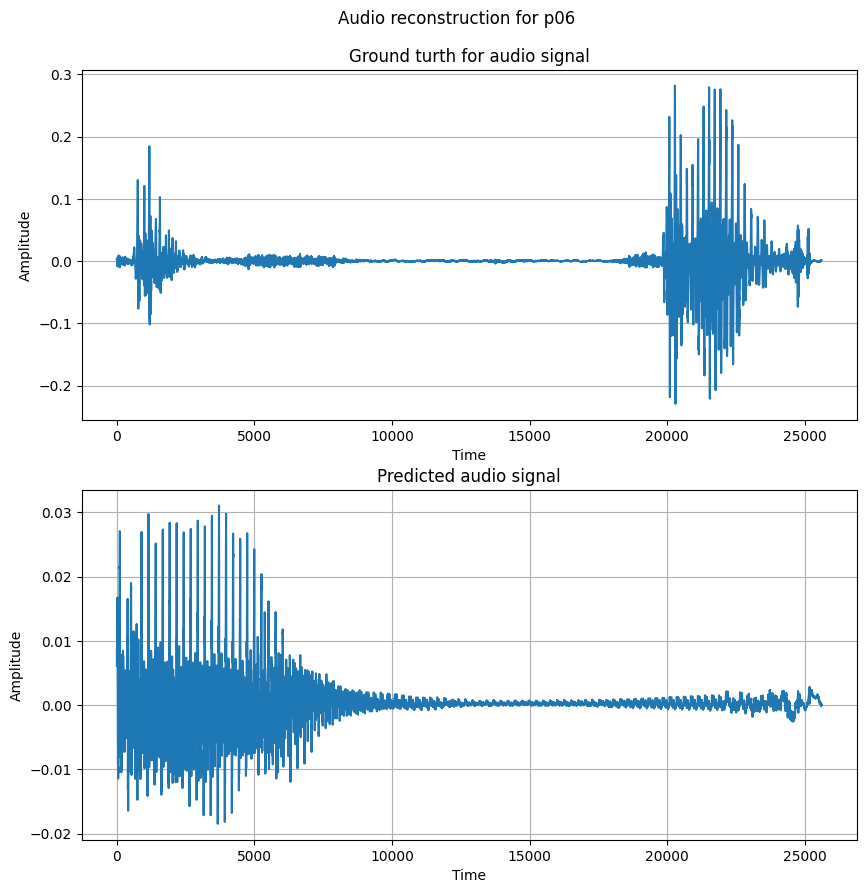 Audio reconstruction for p06
Ground turth for audio signal
0.3
0.2
0.1
0.0
−0.1
−0.2
Amplitude
0 5000 10000 15000 20000 25000
Time
Predicted audio signal
0.03
0.02
0.01
0.00
−0.01
−0.02
Amplitude
0 5000 10000 15000 20000 25000
Time